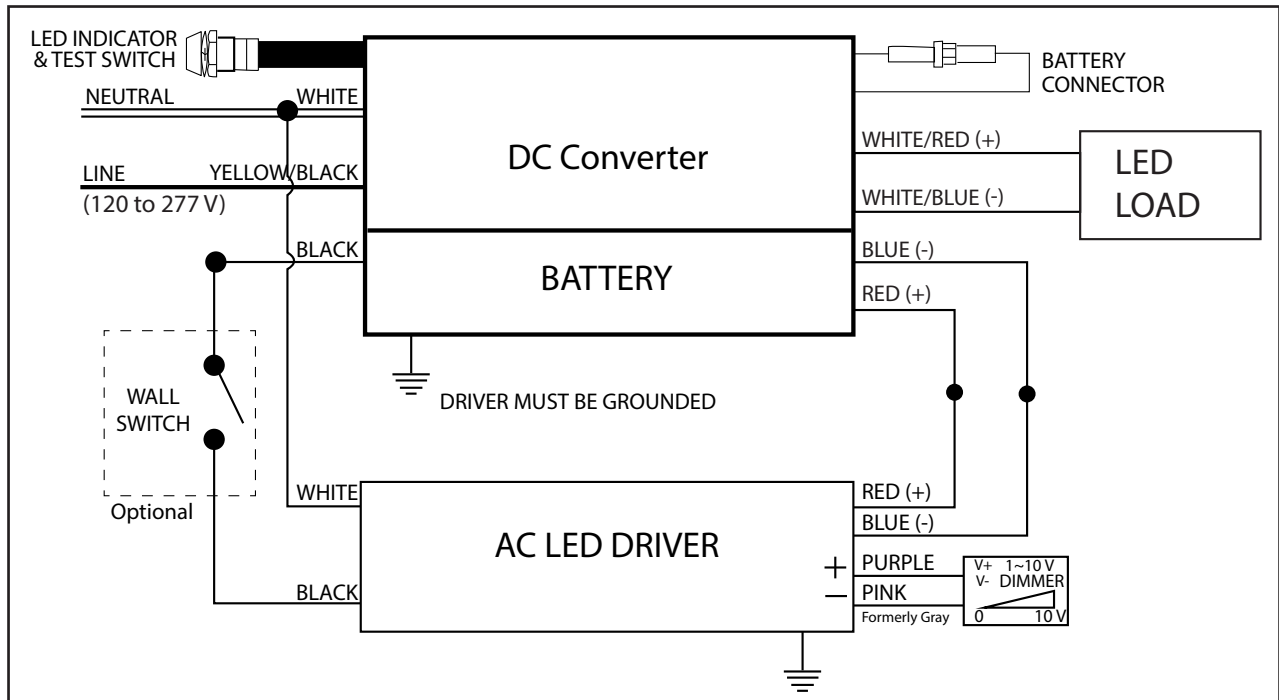 LED INDICATOR
& TEST SWITCH
NEUTRAL
WHITE
LINE
YELLOW/BLACK
(120 to 277 V)
BLACK
DC Converter
BATTERY
BATTERY
CONNECTOR
WHITE/RED (+)
WHITE/BLUE (-)
LED
LOAD
BLUE (-)
RED (+)
DRIVER MUST BE GROUNDED
WALL
SWITCH
Optional
WHITE
BLACK
AC LED DRIVER
RED (+)
BLUE (-)
+ PURPLE
– PINK
Formerly Gray
V+ 1~10 V
V- DIMMER
0 10 V